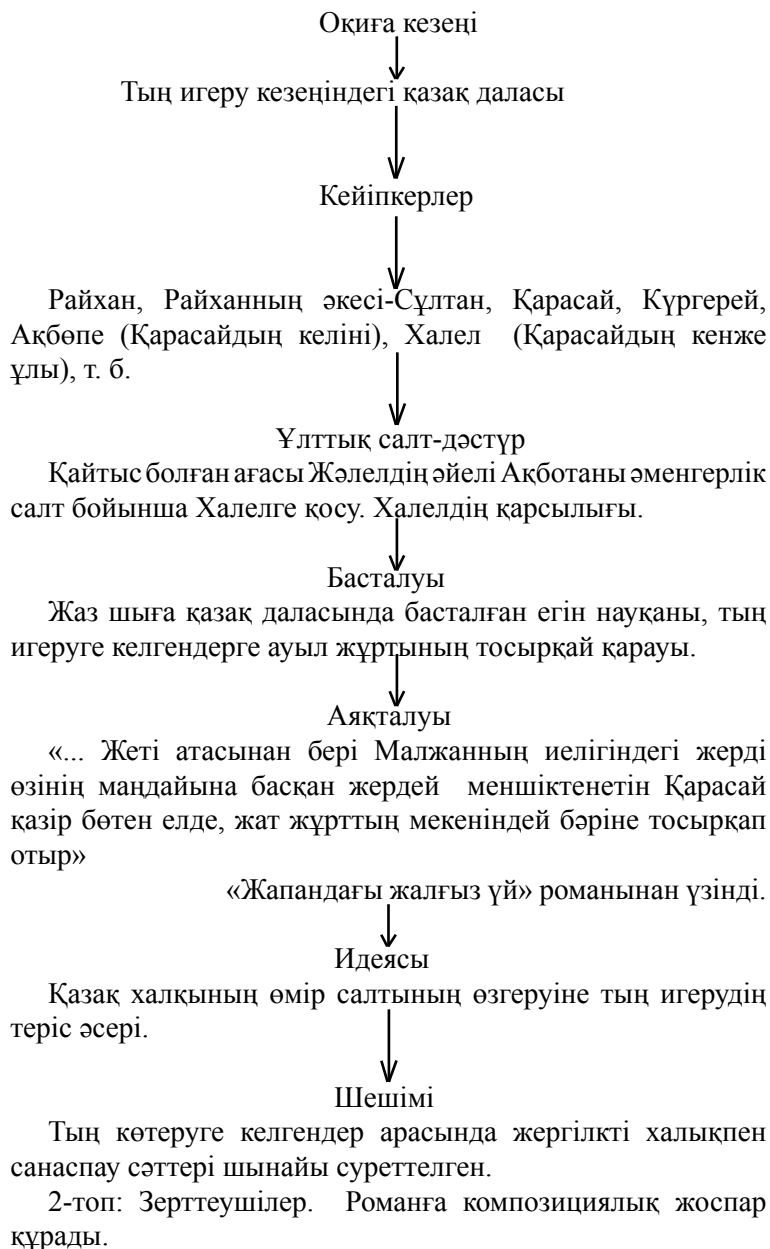 Оқиға кезеңі
Тың игеру кезеңіндегі қазақ даласы
Кейіпкерлер
Райхан, Райханның әкесі-Сұлтан, Қарасай, Күргерей,
Ақбөпе (Қарасайдың келіні), Халел (Қарасайдың кенже
ұлы), т. б.
Ұлттық салт-дәстүр
Қайтыс болған ағасы Жәлелдің әйелі Ақботаны әменгерлік
салт бойынша Халелге қосу. Халелдің қарсылығы.
Басталуы
Жаз шыға қазақ даласында басталған егін науқаны, тың
игеруге келгендерге ауыл жұртының тосырқай қарауы.
Аяқталуы
«... Жеті атасынан бері Малжанның иелігіндегі жерді
өзінің маңдайына басқан жердей меншіктенетін Қарасай
қазір бөтен елде, жат жұрттың мекеніндей бәріне тосырқап
отыр»
«Жапандағы жалғыз үй» романынан үзінді.
Идеясы
Қазақ халқының өмір салтының өзгеруіне тың игерудің
теріс әсері.
Шешімі
Тың көтеруге келгендер арасында жергілкті халықпен
санаспау сәттері шынайы суреттелген.
2-топ: Зерттеушілер. Романға композициялық жоспар
құрады.